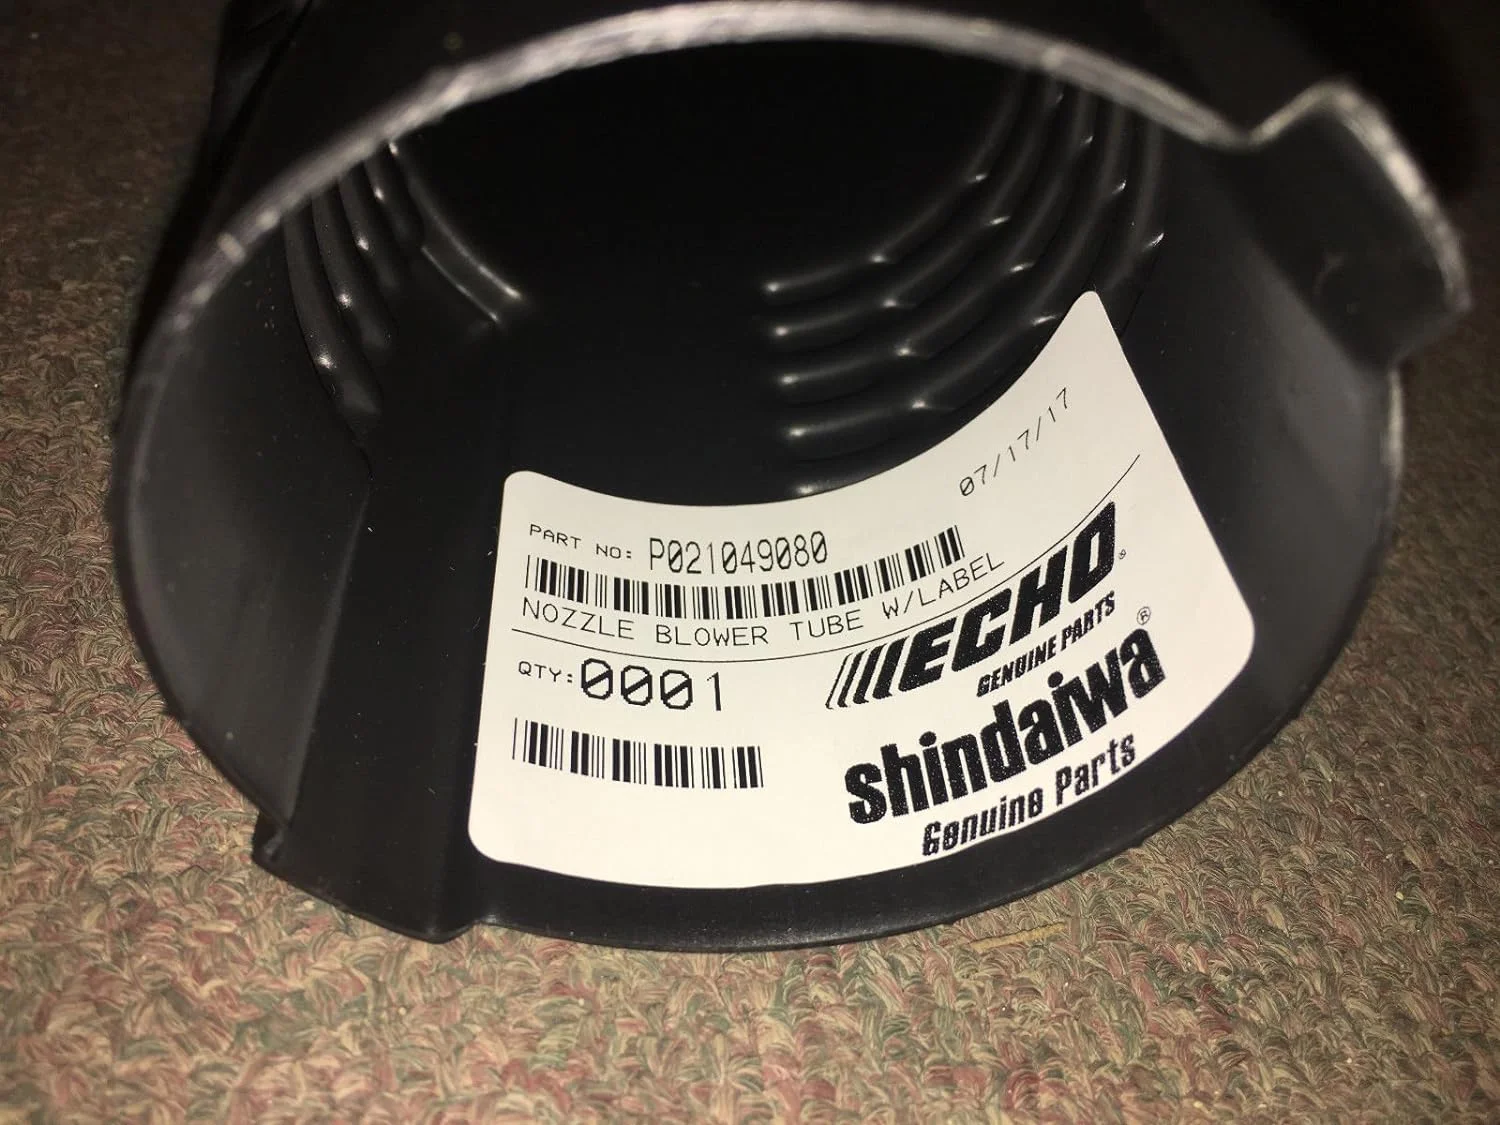 07/17/17
PART NO: P021049080
NOZZLE BLOWER TUBE W/LABEL
QTY: 0001
ECHO®
GENUINE PARTS
shindaiwa®
Genuine Parts